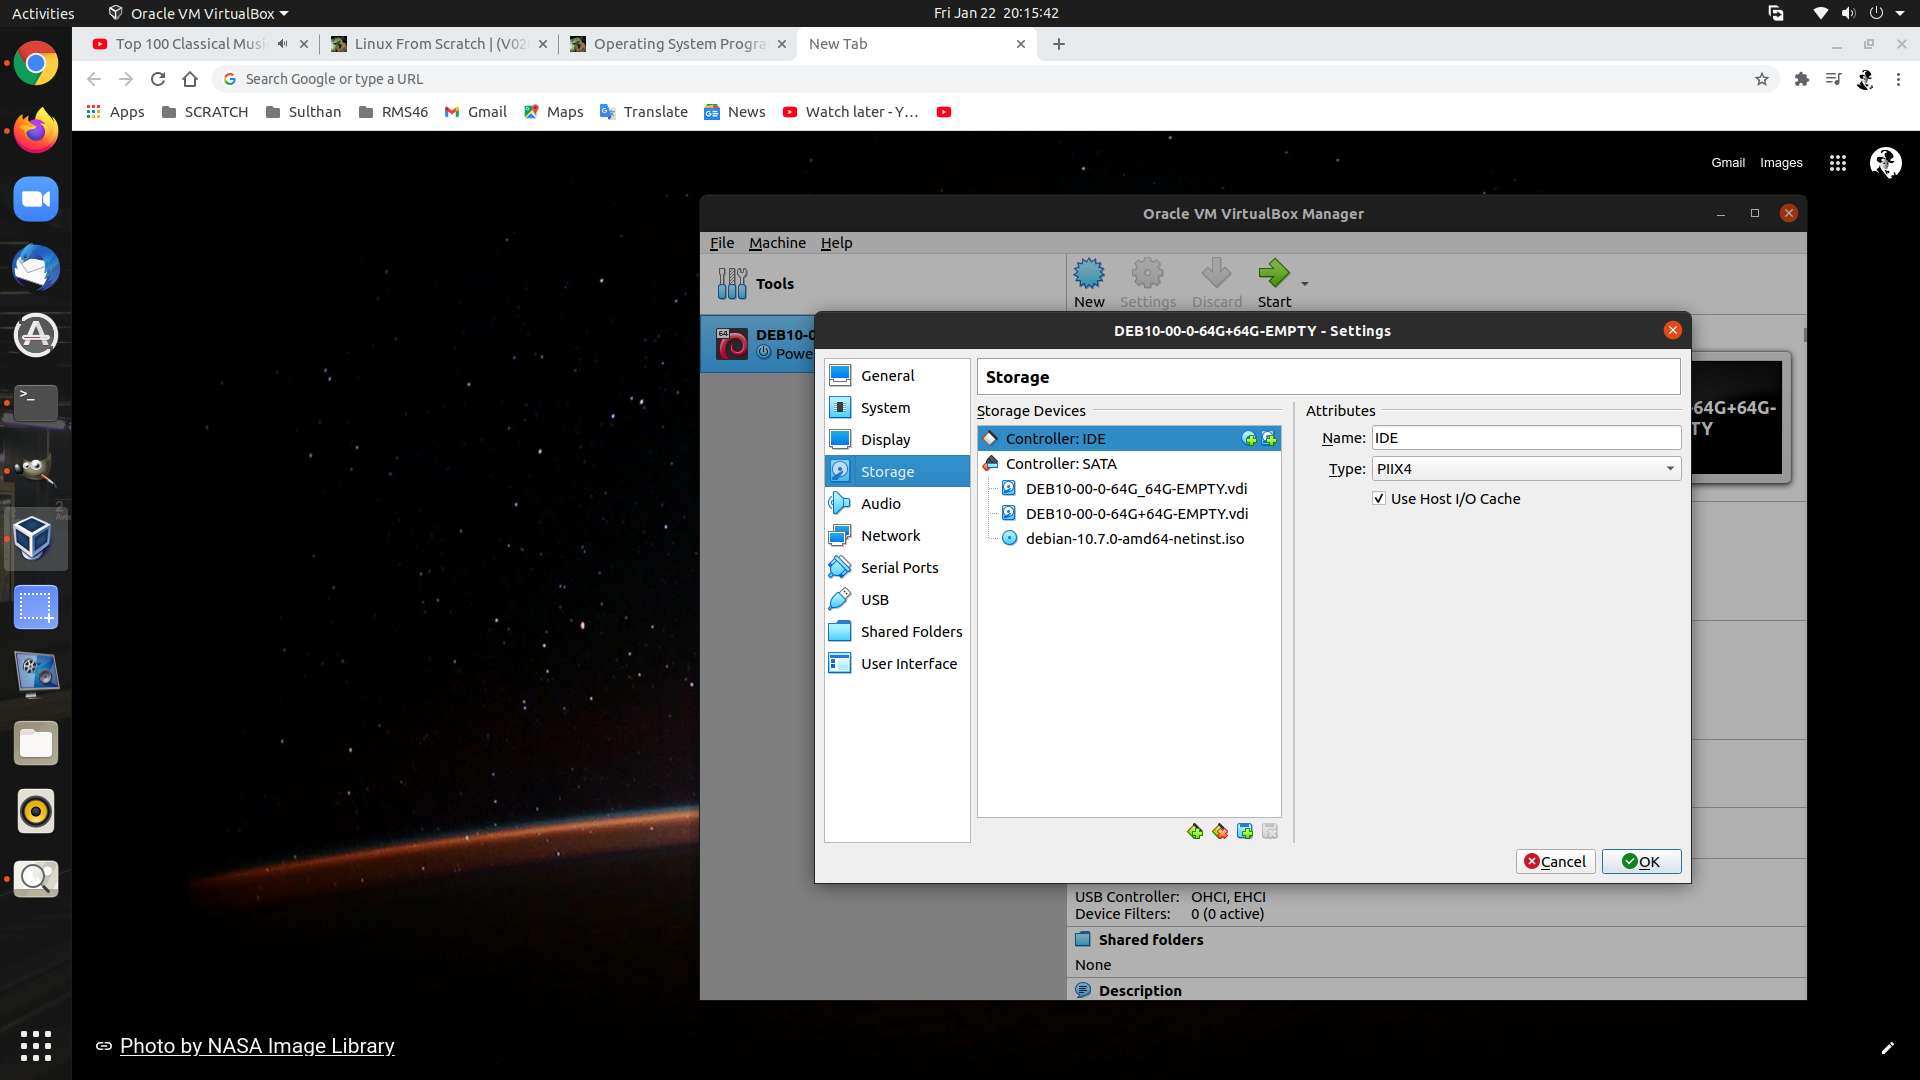 Activities
Oracle VM VirtualBox
Fri Jan 22 20:15:42
Top 100 Classical Musi
Linux From Scratch | (V02
Operating System Progra
New Tab
Search Google or type a URL
Apps
SCRATCH
Sulthan
RMS46
Gmail
Maps
Translate
News
Watch later - Y…
Gmail
Images
Oracle VM VirtualBox Manager
File
Machine
Help
Tools
New
Settings
Discard
Start
64
DEB10-0
Powe
DEB10-00-0-64G+64G-EMPTY - Settings
General
System
Display
Storage
Audio
Network
Serial Ports
USB
Shared Folders
User Interface
Storage
Storage Devices
Controller: IDE
Controller: SATA
DEB10-00-0-64G_64G-EMPTY.vdi
DEB10-00-0-64G+64G-EMPTY.vdi
debian-10.7.0-amd64-netinst.iso
Attributes
Name: IDE
Type: PIIX4
Use Host I/O Cache
64G+64G-
TY
Cancel
OK
USB Controller: OHCI, EHCI
Device Filters: 0 (0 active)
Shared folders
None
Description
Photo by NASA Image Library